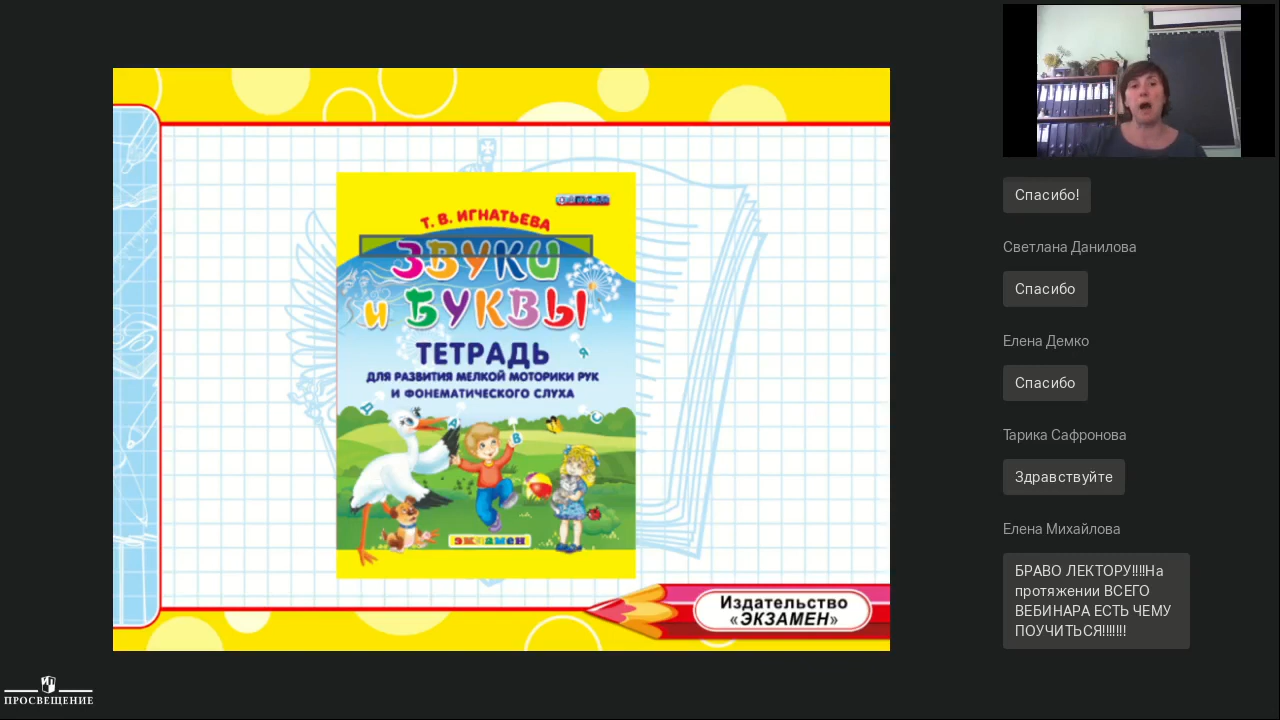 Т. В. ИГНАТЬЕВА
ЗВУКИ
и БУКВЫ
ТЕТРАДЬ
ДЛЯ РАЗВИТИЯ МЕЛКОЙ МОТОРИКИ РУК
И ФОНЕМАТИЧЕСКОГО СЛУХА
Д
А
В
Я
С
экзамен
Издательство
«ЭКЗАМЕН»
ПРОСВЕЩЕНИЕ
Спасибо!
Светлана Данилова
Спасибо
Елена Демко
Спасибо
Тарика Сафронова
Здравствуйте
Елена Михайлова
БРАВО ЛЕКТОРУ!!!!На
протяжении ВСЕГО
ВЕБИНАРА ЕСТЬ ЧЕМУ
ПОУЧИТЬСЯ!!!!!!!